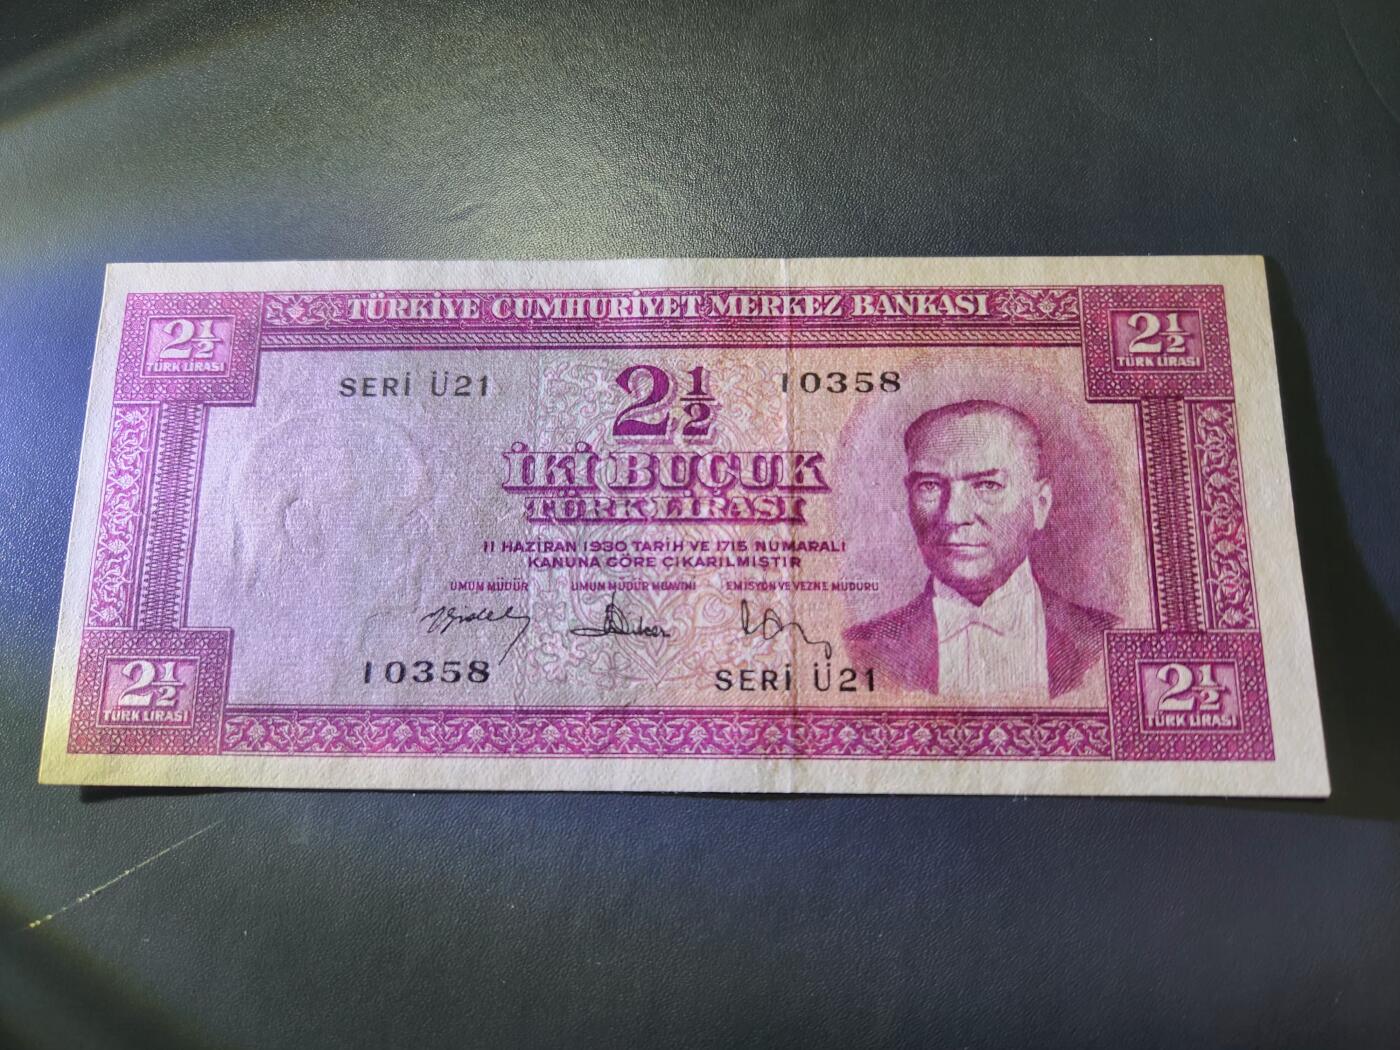 TÜRKİYE CUMHURİYET MERKEZ BANKASI
2½ TÜRK LİRASI
2½ TÜRK LİRASI
SERİ Ü21
2½
10358
İKİ BUÇUK
TÜRK LİRASI
11 HAZİRAN 1930 TARİH VE 1715 NUMARALI
KANUNA GÖRE ÇIKARILMIŞTIR
UMUM MÜDÜR
UMUM MÜDÜR MUAVİNİ
EMİSYON VE VEZNE MÜDÜRÜ
10358
SERİ Ü21
2½ TÜRK LİRASI
2½ TÜRK LİRASI